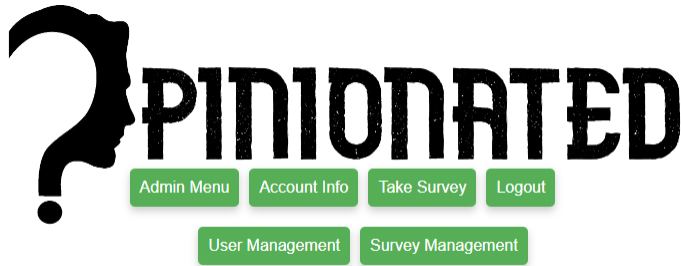 ?PINIONATED
Admin Menu Account Info Take Survey Logout
User Management Survey Management